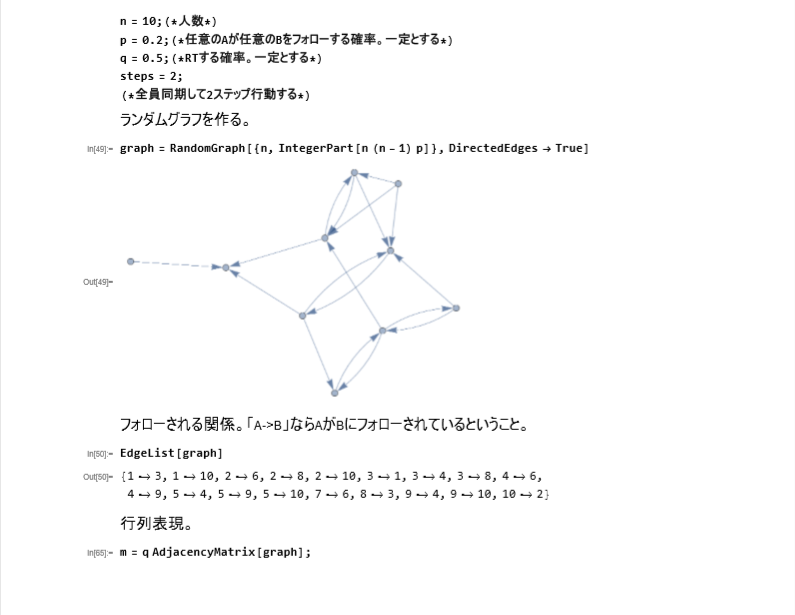 n = 10; (*人数*)
p = 0.2; (*任意のAが任意のBをフォローする確率。一定とする*)
q = 0.5; (*RTする確率。一定とする*)
steps = 2;
(*全員同期して2ステップ行動する*)
ランダムグラフを作る。
In[49]:= graph = RandomGraph[{n, IntegerPart[n (n - 1) p]}, DirectedEdges → True]
Out[49]=
フォローされる関係。「A->B」ならAがBにフォローされているということ。
In[50]:= EdgeList[graph]
Out[50]= {1 ↦ 3, 1 ↦ 10, 2 ↦ 6, 2 ↦ 8, 2 ↦ 10, 3 ↦ 1, 3 ↦ 4, 3 ↦ 8, 4 ↦ 6,
4 ↦ 9, 5 ↦ 4, 5 ↦ 9, 5 ↦ 10, 7 ↦ 6, 8 ↦ 3, 9 ↦ 4, 9 ↦ 10, 10 ↦ 2}
行列表現。
In[65]:= m = q AdjacencyMatrix[graph];